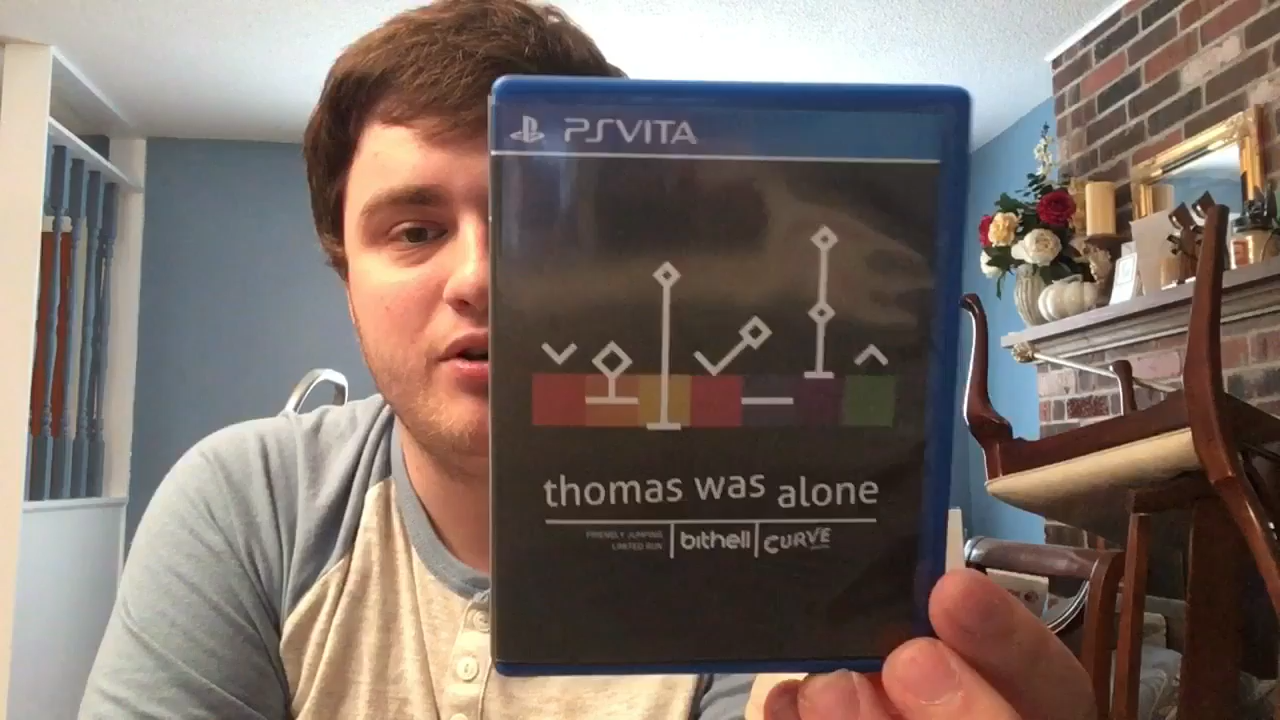 PSVITA
thomas was alone
FRIENDLY JUMPING
LIMITED RUN
bithell
CURVE